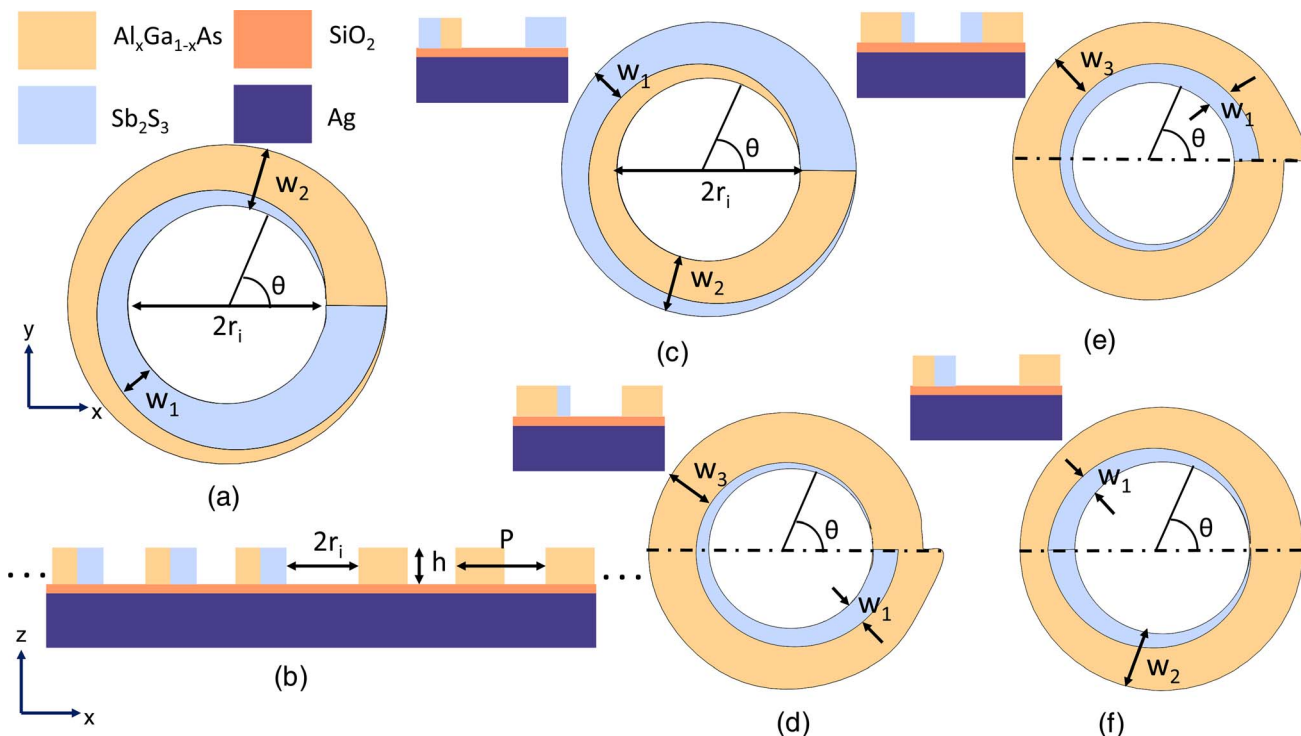 AlₓGa₁₋ₓAs
SiO₂
Sb₂S₃
Ag
w₂
θ
2rᵢ
w₁
y
x
(a)
2rᵢ
h
P
...
...
z
x
(b)
w₁
θ
2rᵢ
w₂
(c)
w₃
θ
w₁
(d)
w₃
w₁
θ
(e)
w₁
θ
w₂
(f)